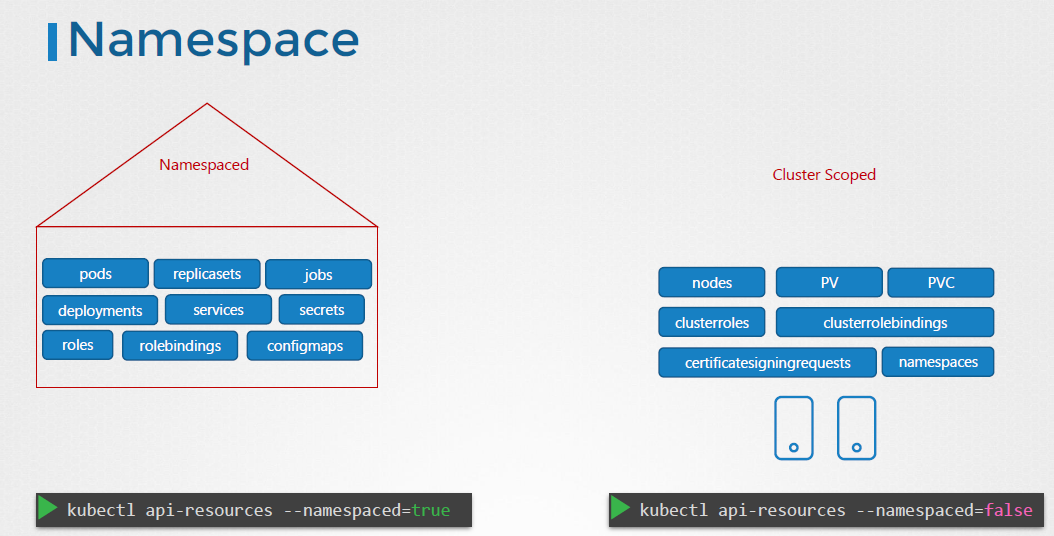 Namespace
Namespaced
Cluster Scoped
pods replicasets jobs
deployments services secrets
roles rolebindings configmaps
nodes PV PVC
clusterroles clusterrolebindings
certificatesigningrequests namespaces
kubectl api-resources --namespaced=true
kubectl api-resources --namespaced=false